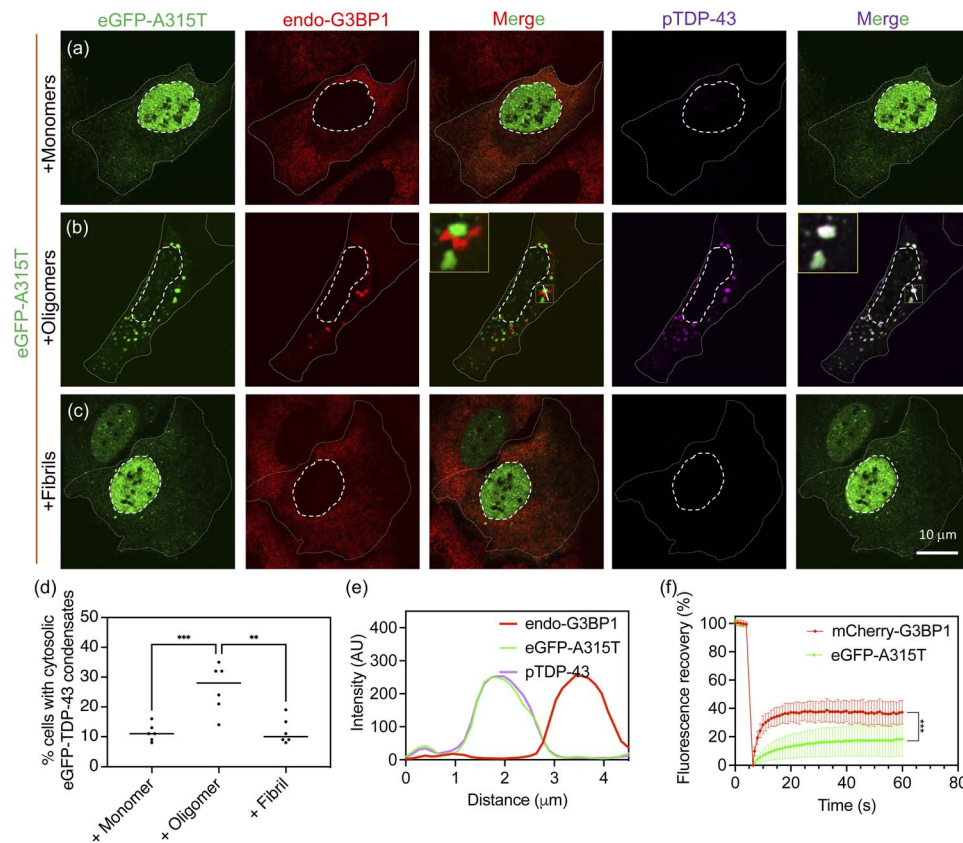 eGFP-A315T endo-G3BP1 Merge pTDP-43 Merge
eGFP-A315T
(a)
+Monomers
(b)
+Oligomers
(c)
+Fibrils
10 μm
(d)
% cells with cytosolic
eGFP-TDP-43 condensates
50
40
30
20
10
0
*** **
+ Monomer
+ Oligomer
+ Fibril
(e)
Intensity (AU)
400
300
200
100
0
endo-G3BP1
eGFP-A315T
pTDP-43
0 1 2 3 4
Distance (μm)
(f)
Fluorescence recovery (%)
100
80
60
40
20
0
mCherry-G3BP1
eGFP-A315T
***
0 20 40 60 80
Time (s)